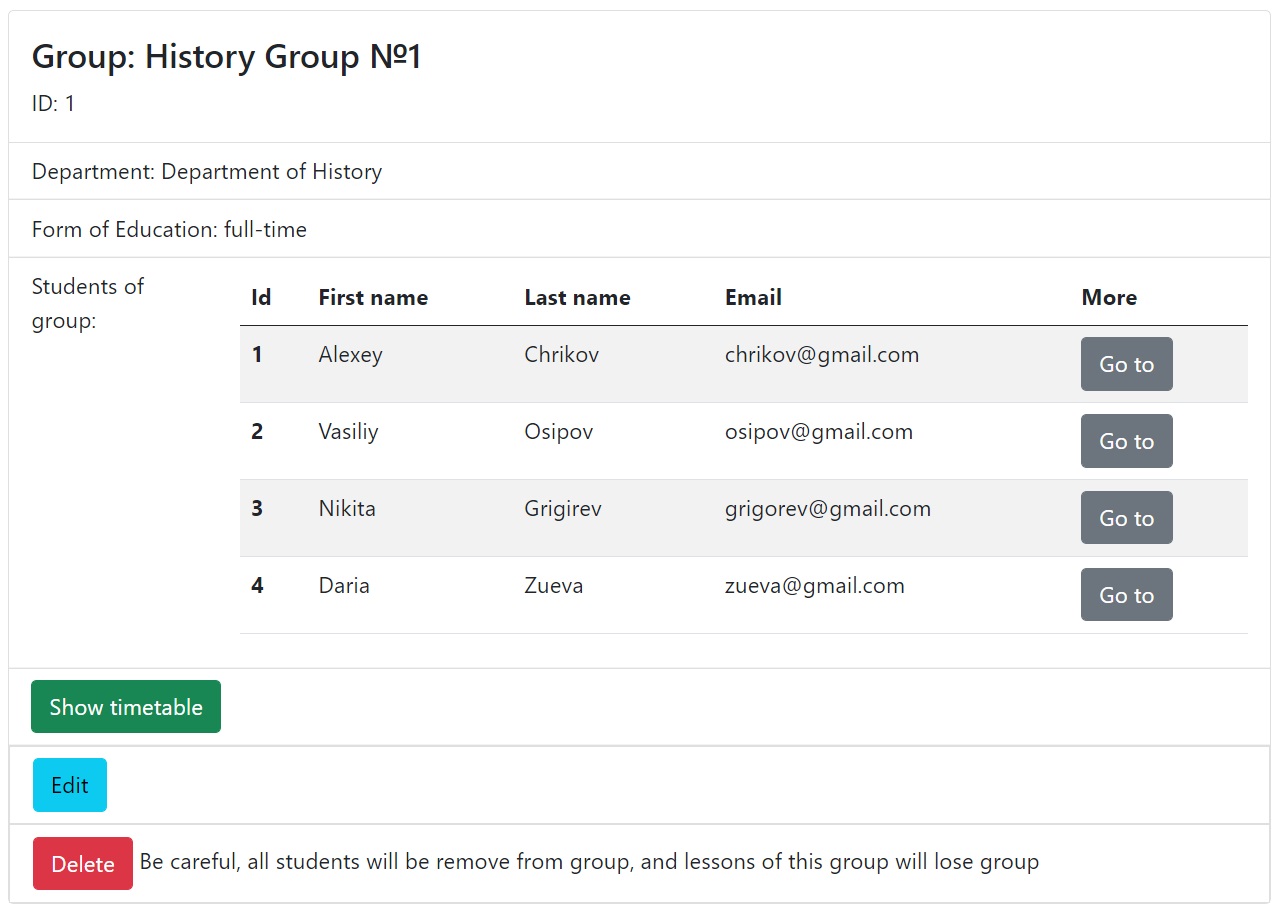 Group: History Group №1
ID: 1
Department: Department of History
Form of Education: full-time
Students of
group:
Id First name Last name Email More
1 Alexey Chrikov chrikov@gmail.com Go to
2 Vasiliy Osipov osipov@gmail.com Go to
3 Nikita Grigirev grigorev@gmail.com Go to
4 Daria Zueva zueva@gmail.com Go to
Show timetable
Edit
Delete Be careful, all students will be remove from group, and lessons of this group will lose group